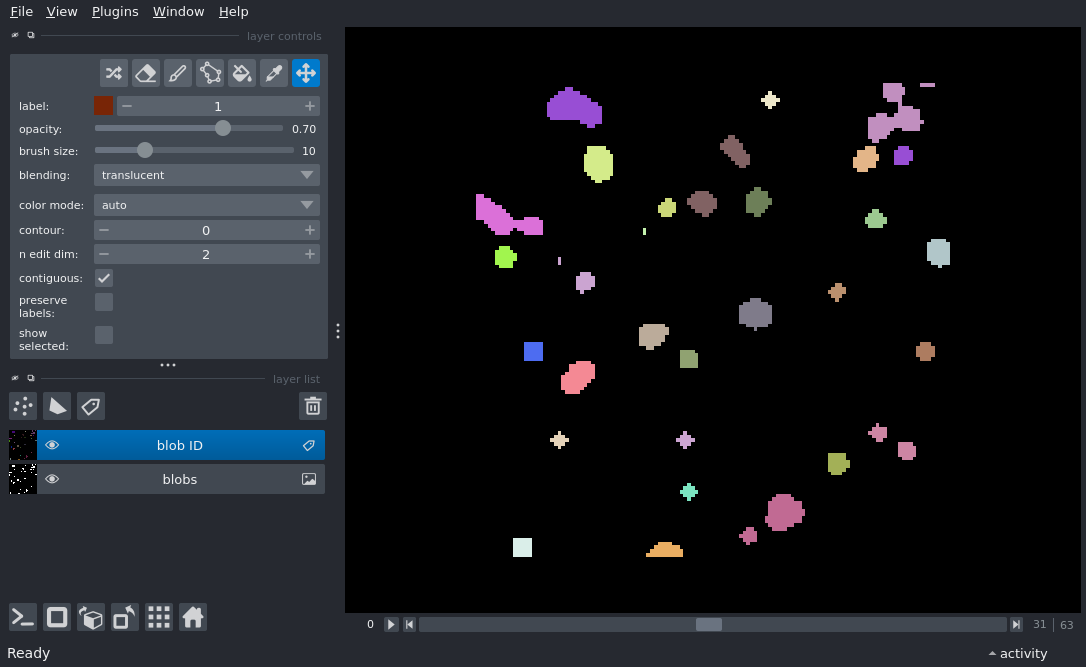 File View Plugins Window Help
layer controls
label: 1
opacity: 0.70
brush size: 10
blending: translucent
color mode: auto
contour: 0
n edit dim: 2
contiguous:
preserve
labels:
show
selected:
layer list
blob ID
blobs
0 31 63
Ready activity